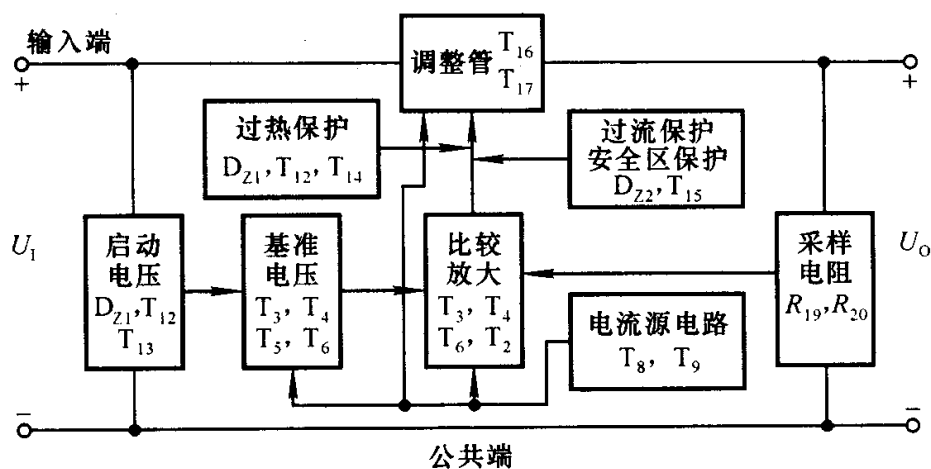 输入端
+
+
调整管
T16
T17
过热保护
DZ1,T12,T14
过流保护
安全区保护
DZ2,T15
UI
启动
电压
DZ1,T12
T13
基准
电压
T3, T4
T5, T6
比较
放大
T3, T4
T6, T2
电流源电路
T8, T9
采样
电阻
R19,R20
UO
−
−
公共端